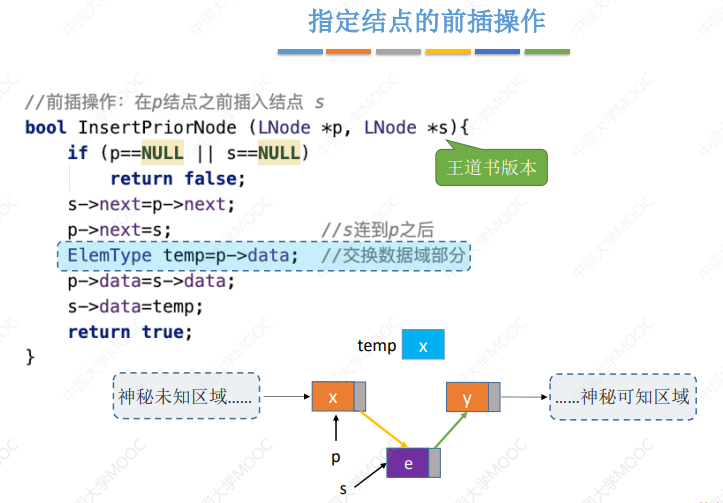 指定结点的前插操作
//前插操作：在p结点之前插入结点 s
bool InsertPriorNode (LNode *p, LNode *s){
if (p==NULL || s==NULL)
王道书版本
return false;
s->next=p->next;
p->next=s; //s连到p之后
ElemType temp=p->data; //交换数据域部分
p->data=s->data;
s->data=temp;
return true;
}
temp x
神秘未知区域…… x y ……神秘可知区域
p
e
s
中国大学MOOC